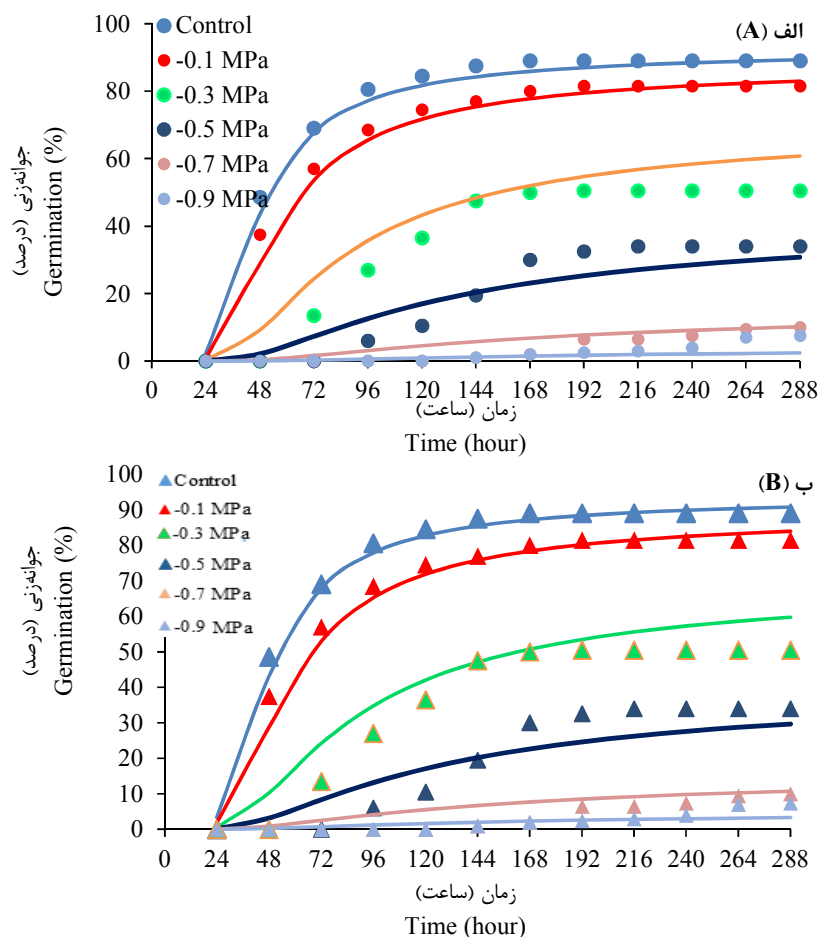 الف (A)
100
80
60
40
20
0
جوانه‌زنی (درصد)
Germination (%)
Control
-0.1 MPa
-0.3 MPa
-0.5 MPa
-0.7 MPa
-0.9 MPa
0 24 48 72 96 120 144 168 192 216 240 264 288
زمان (ساعت)
Time (hour)
ب (B)
100
90
80
70
60
50
40
30
20
10
0
جوانه‌زنی (درصد)
Germination (%)
Control
-0.1 MPa
-0.3 MPa
-0.5 MPa
-0.7 MPa
-0.9 MPa
0 24 48 72 96 120 144 168 192 216 240 264 288
زمان (ساعت)
Time (hour)